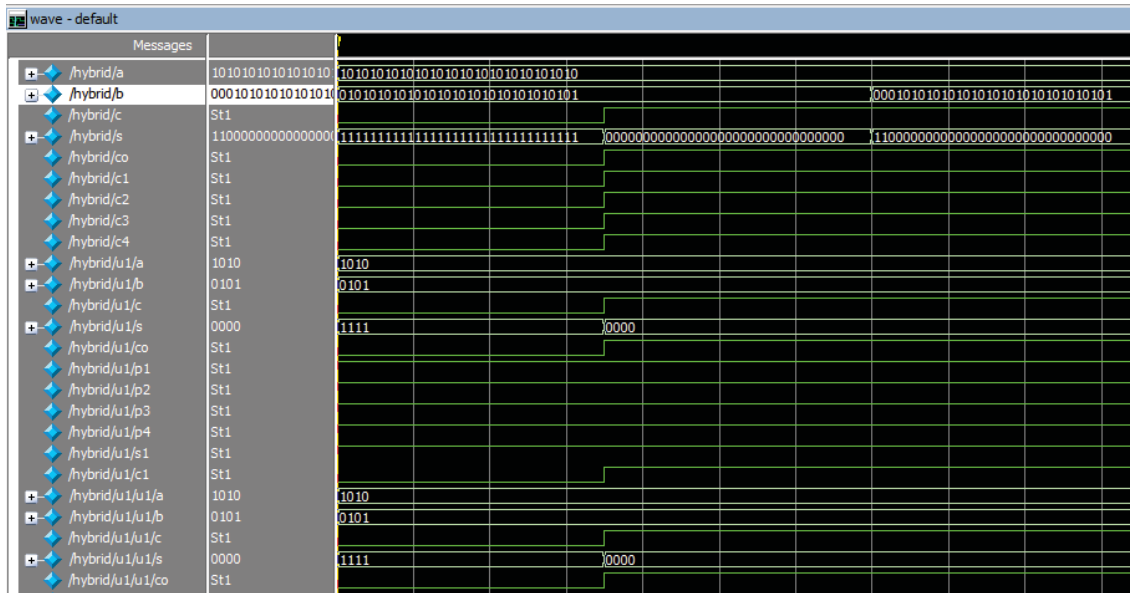 wave - default
Messages
/hybrid/a 1010101010101010 10101010101010101010101010101010
/hybrid/b 0001010101010101 01010101010101010101010101010101 00010101010101010101010101010101
/hybrid/c St1
/hybrid/s 1100000000000000 11111111111111111111111111111111 00000000000000000000000000000000 11000000000000000000000000000000
/hybrid/co St1
/hybrid/c1 St1
/hybrid/c2 St1
/hybrid/c3 St1
/hybrid/c4 St1
/hybrid/u1/a 1010 1010
/hybrid/u1/b 0101 0101
/hybrid/u1/c St1
/hybrid/u1/s 0000 1111 0000
/hybrid/u1/co St1
/hybrid/u1/p1 St1
/hybrid/u1/p2 St1
/hybrid/u1/p3 St1
/hybrid/u1/p4 St1
/hybrid/u1/s1 St1
/hybrid/u1/c1 St1
/hybrid/u1/u1/a 1010 1010
/hybrid/u1/u1/b 0101 0101
/hybrid/u1/u1/c St1
/hybrid/u1/u1/s 0000 1111 0000
/hybrid/u1/u1/co St1